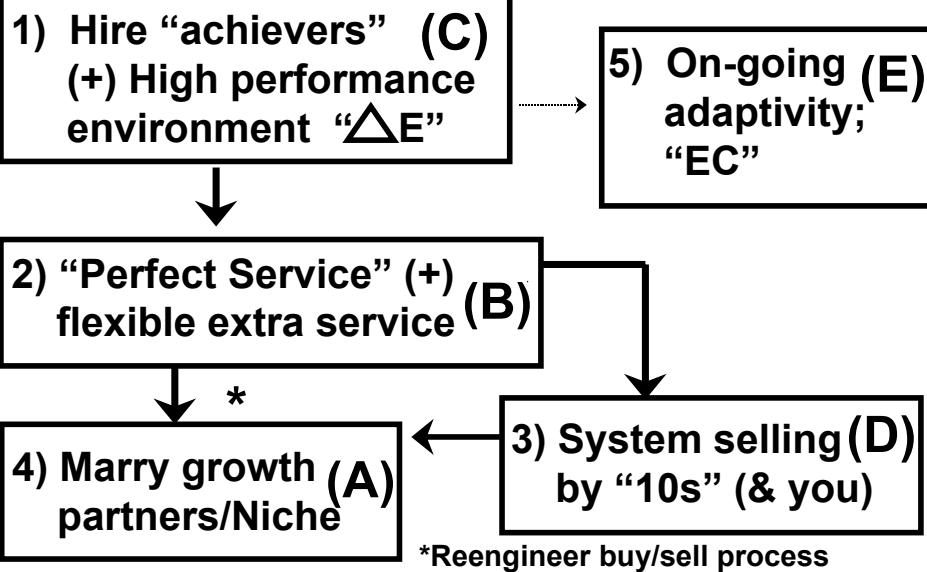 1) Hire “achievers” (C)
(+) High performance
environment “△E”
5) On-going (E)
adaptivity;
“EC”
2) “Perfect Service” (+)
flexible extra service (B)
*
3) System selling (D)
by “10s” (& you)
4) Marry growth (A)
partners/Niche
*Reengineer buy/sell process